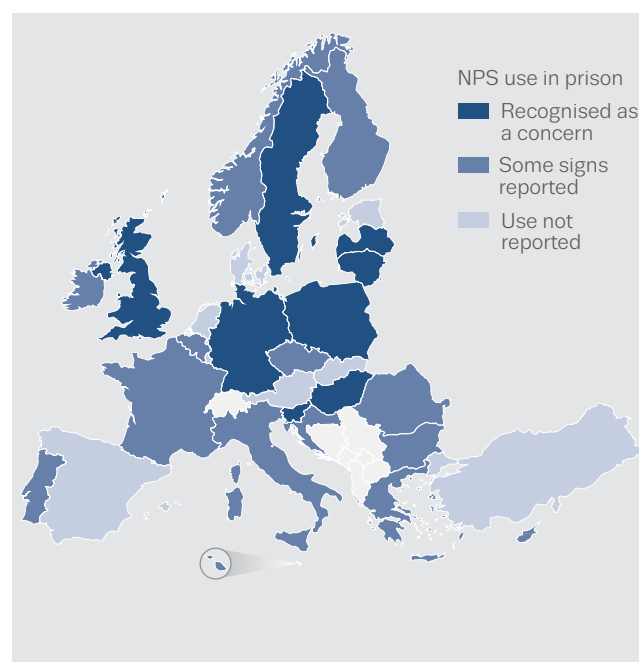 NPS use in prison
Recognised as
a concern
Some signs
reported
Use not
reported